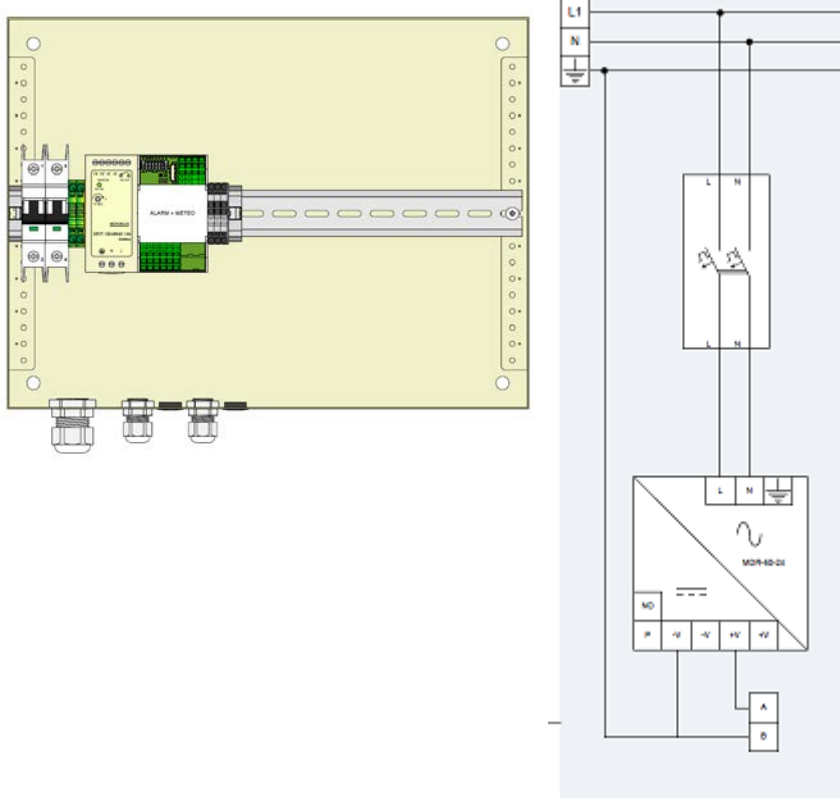 L1
N
L N
ALARM + METEO
L N
L N
MDR-60-24
NO
P -V -V +V +V
A
B